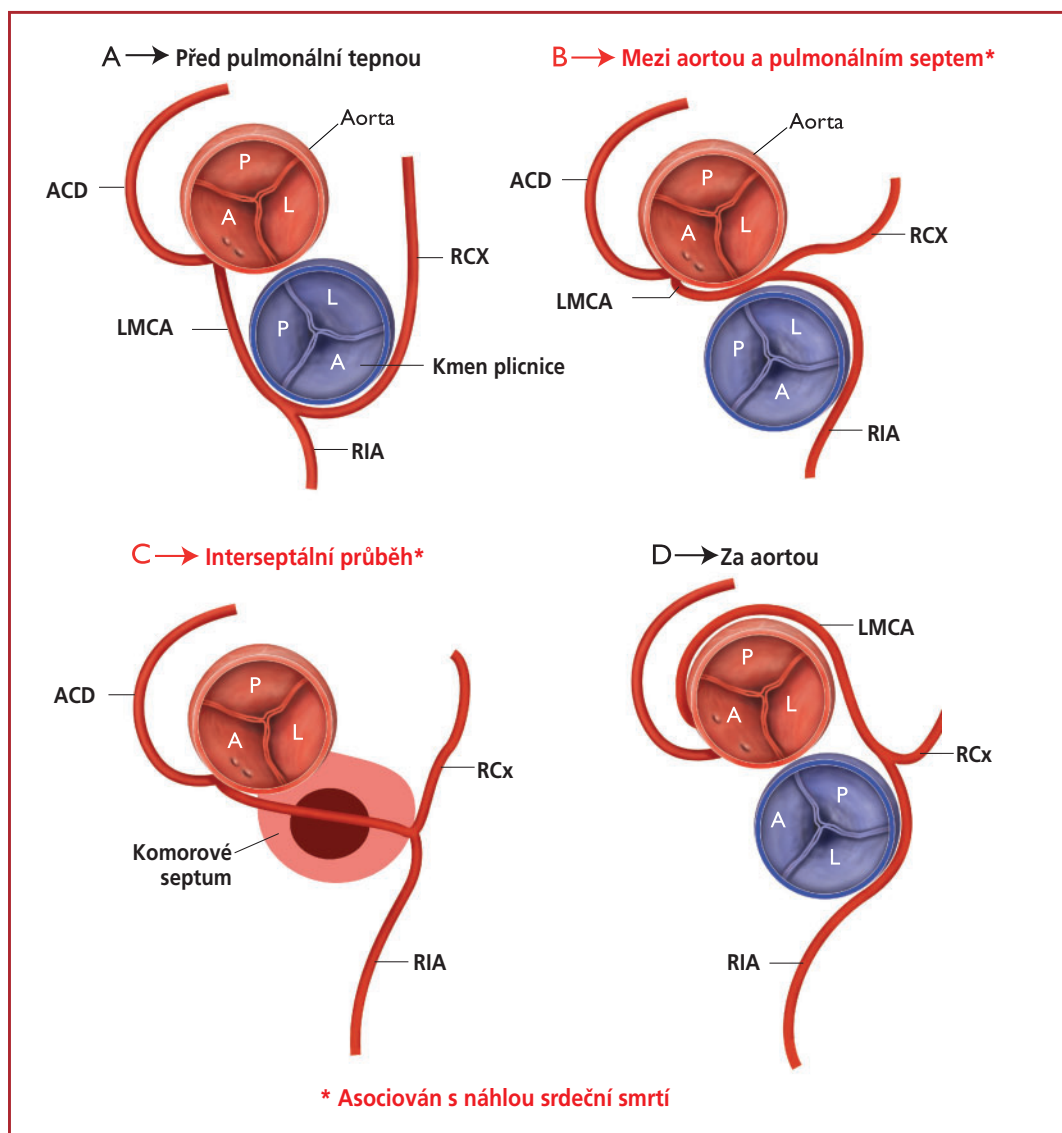 A → Před pulmonální tepnou
B → Mezi aortou a pulmonálním septem*
Aorta
P
ACD
A
L
RCX
L
LMCA
P
A
Kmen plicnice
RIA
Aorta
P
ACD
L
A
RCX
LMCA
L
P
A
RIA
C → Interseptální průběh*
D → Za aortou
P
ACD
A
L
RCx
Komorové
septum
RIA
LMCA
P
A
L
RCx
P
A
L
RIA
* Asociován s náhlou srdeční smrtí